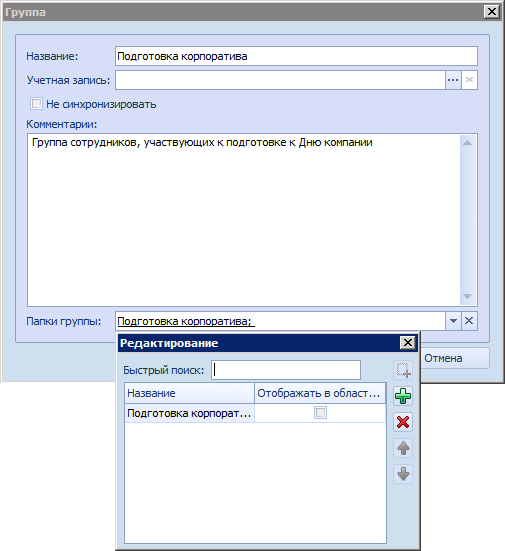 Группа
Название: Подготовка корпоратива
Учетная запись:
Не синхронизировать
Комментарии:
Группа сотрудников, участвующих к подготовке к Дню компании
Папки группы: Подготовка корпоратива;
Редактирование
Отмена
Быстрый поиск:
Название Отображать в област...
Подготовка корпорат...